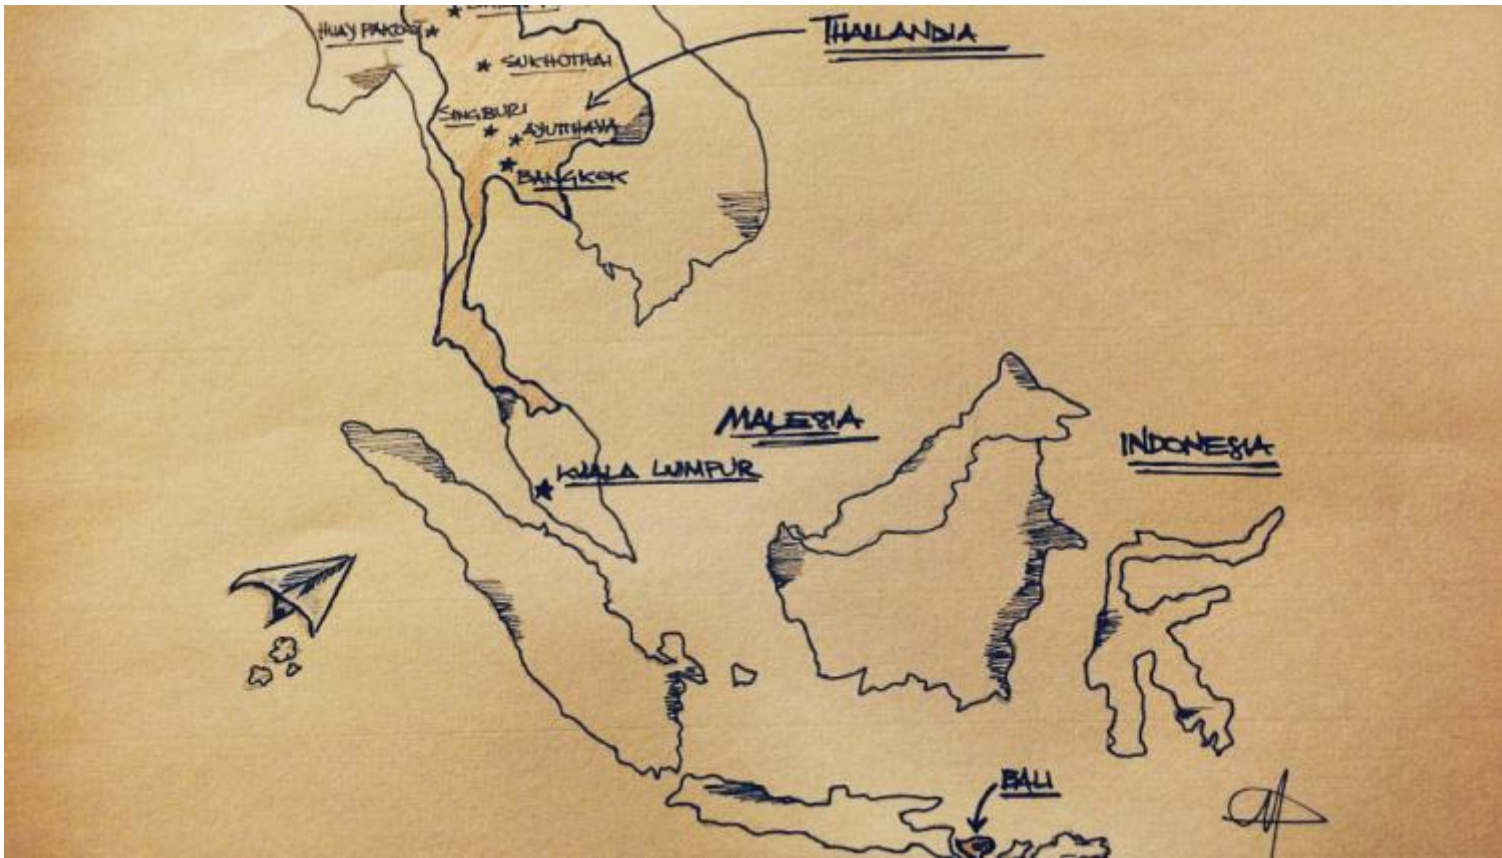 HUAY PAKOOT
THAILANDIA
SUKHOTHAI
SINGBURI
AYUTTHAYA
BANGKOK
MALESIA
INDONESIA
KUALA LUMPUR
BALI